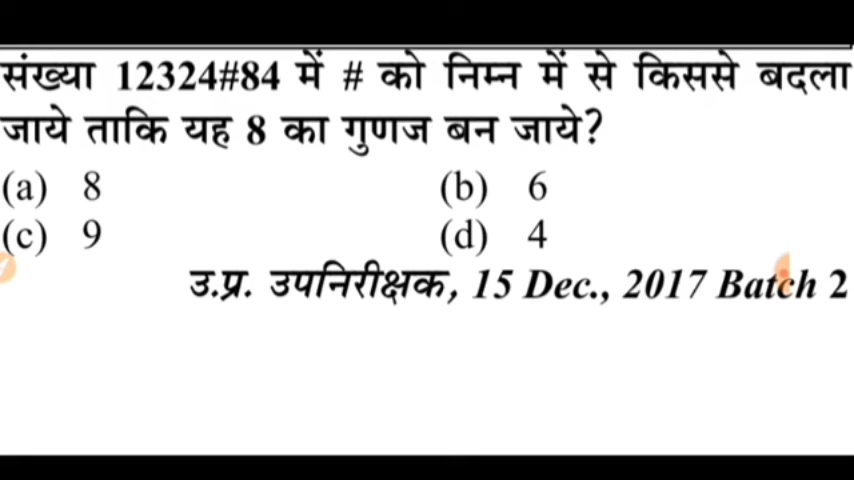 संख्या 12324#84 में # को निम्न में से किससे बदला
जाये ताकि यह 8 का गुणज बन जाये?
(a) 8 (b) 6
(c) 9 (d) 4
उ.प्र. उपनिरीक्षक, 15 Dec., 2017 Batch 2